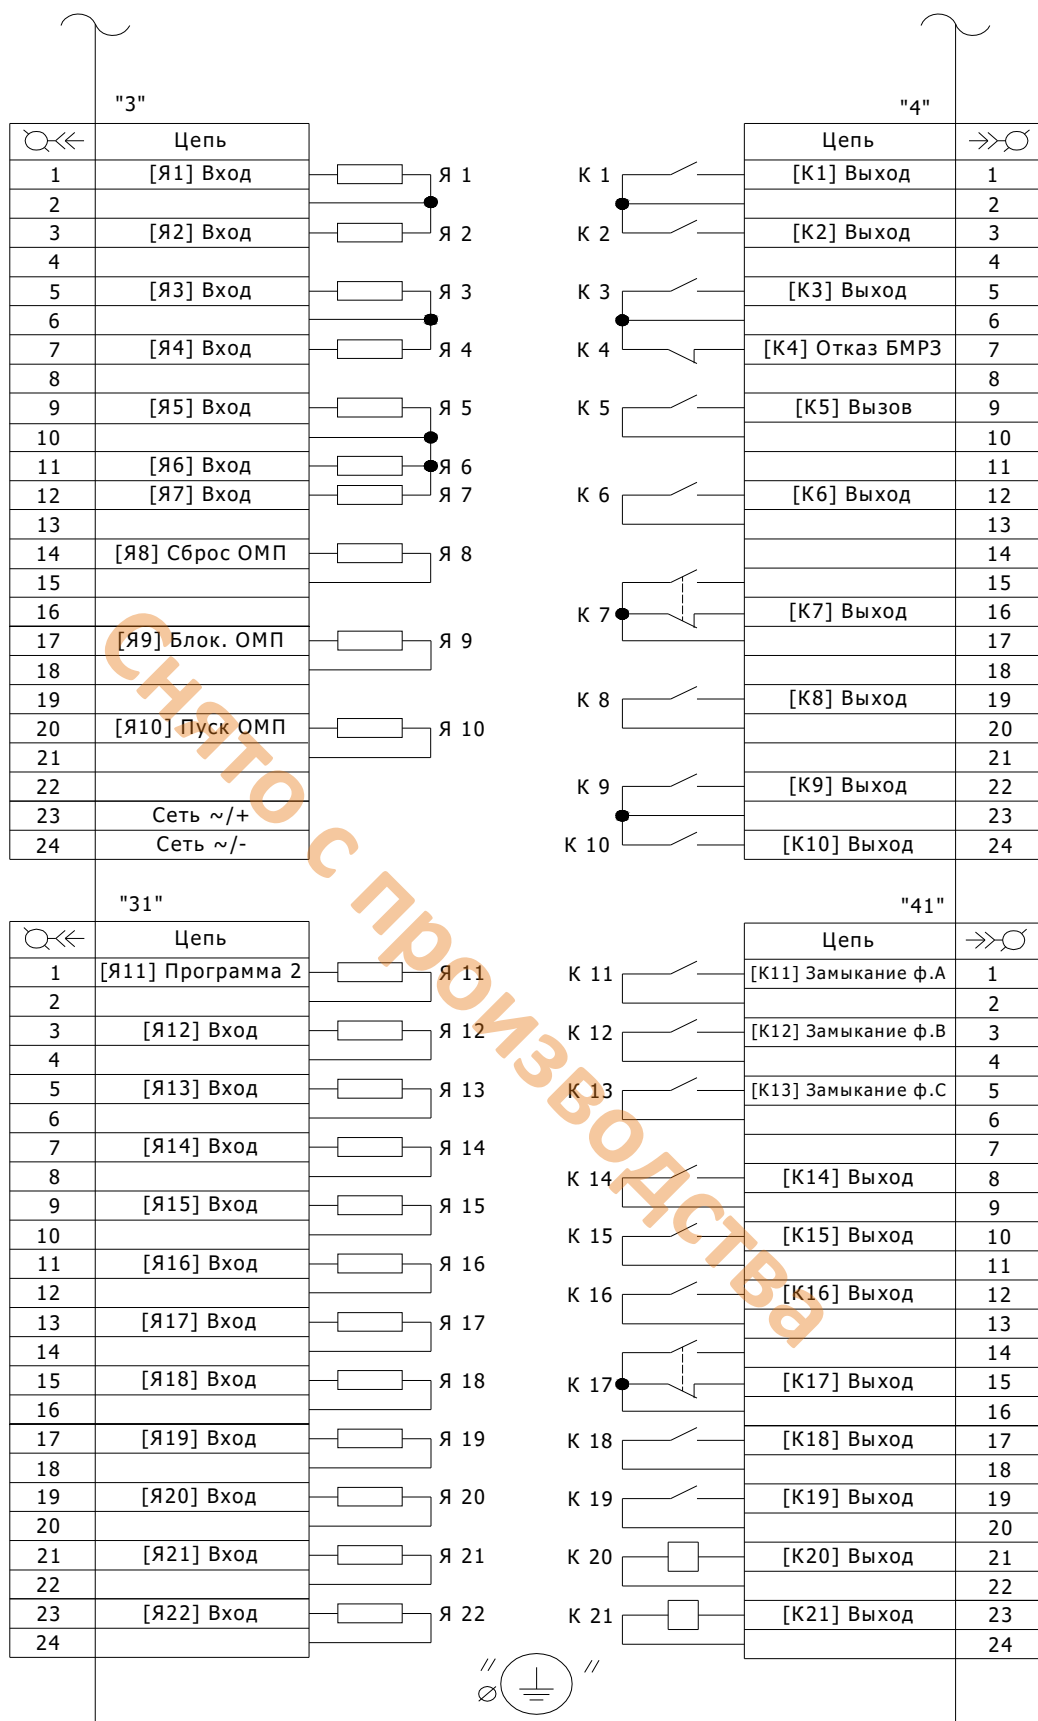 "3"
Цепь
1 [Я1] Вход Я 1
2
3 [Я2] Вход Я 2
4
5 [Я3] Вход Я 3
6
7 [Я4] Вход Я 4
8
9 [Я5] Вход Я 5
10
11 [Я6] Вход Я 6
12 [Я7] Вход Я 7
13
14 [Я8] Сброс ОМП Я 8
15
16
17 [Я9] Блок. ОМП Я 9
18
19
20 [Я10] Пуск ОМП Я 10
21
22
23 Сеть ~/+
24 Сеть ~/-
"4"
Цепь
К 1 [К1] Выход 1
2
К 2 [К2] Выход 3
4
К 3 [К3] Выход 5
6
К 4 [К4] Отказ БМРЗ 7
8
К 5 [К5] Вызов 9
10
11
К 6 [К6] Выход 12
13
14
15
К 7 [К7] Выход 16
17
18
К 8 [К8] Выход 19
20
21
К 9 [К9] Выход 22
23
К 10 [К10] Выход 24
"31"
Цепь
1 [Я11] Программа 2 Я 11
2
3 [Я12] Вход Я 12
4
5 [Я13] Вход Я 13
6
7 [Я14] Вход Я 14
8
9 [Я15] Вход Я 15
10
11 [Я16] Вход Я 16
12
13 [Я17] Вход Я 17
14
15 [Я18] Вход Я 18
16
17 [Я19] Вход Я 19
18
19 [Я20] Вход Я 20
20
21 [Я21] Вход Я 21
22
23 [Я22] Вход Я 22
24
"41"
Цепь
К 11 [К11] Замыкание ф.А 1
2
К 12 [К12] Замыкание ф.В 3
4
К 13 [К13] Замыкание ф.С 5
6
7
К 14 [К14] Выход 8
9
К 15 [К15] Выход 10
11
К 16 [К16] Выход 12
13
14
К 17 [К17] Выход 15
16
К 18 [К18] Выход 17
18
К 19 [К19] Выход 19
20
К 20 [К20] Выход 21
22
К 21 [К21] Выход 23
24
Снято с производства